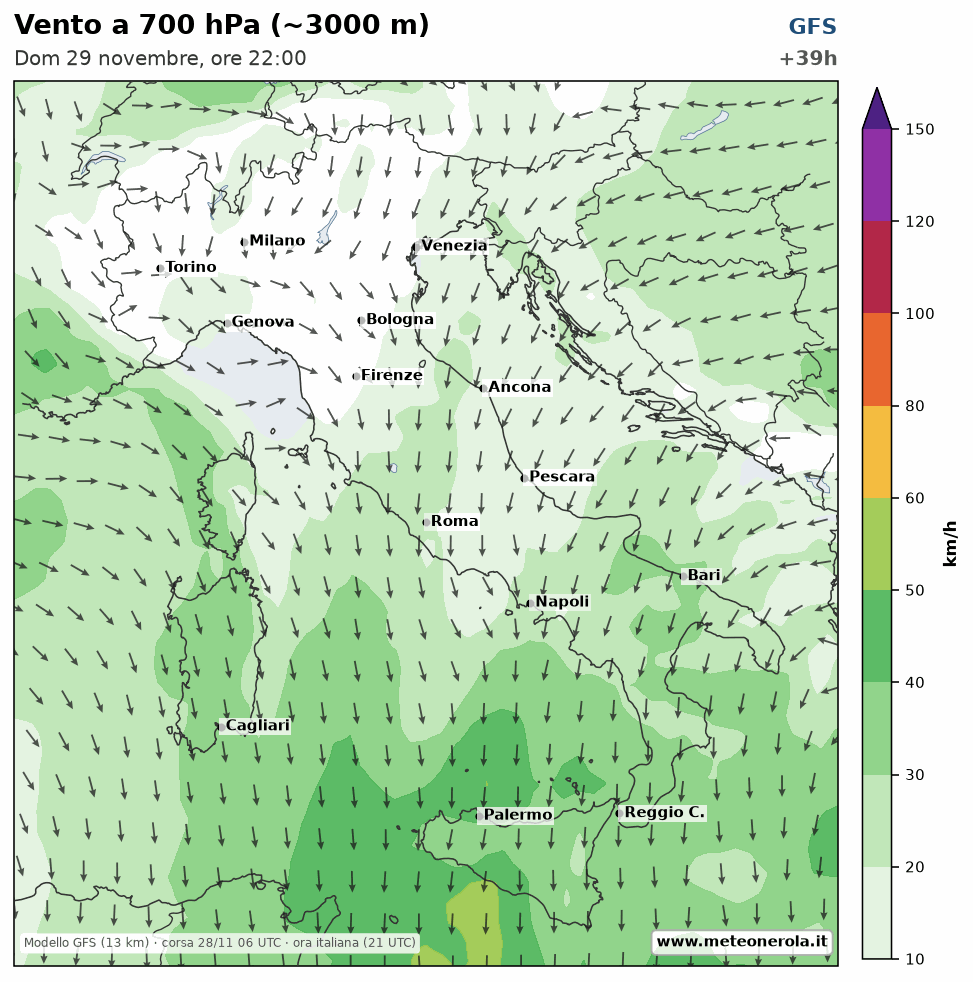 Vento a 700 hPa (~3000 m)
GFS
Dom 29 novembre, ore 22:00
+39h
150
120
100
80
60
50
40
30
20
10
km/h
Milano
Venezia
Torino
Genova
Bologna
Firenze
Ancona
Pescara
Roma
Bari
Napoli
Cagliari
Palermo
Reggio C.
Modello GFS (13 km) · corsa 28/11 06 UTC · ora italiana (21 UTC)
www.meteonerola.it